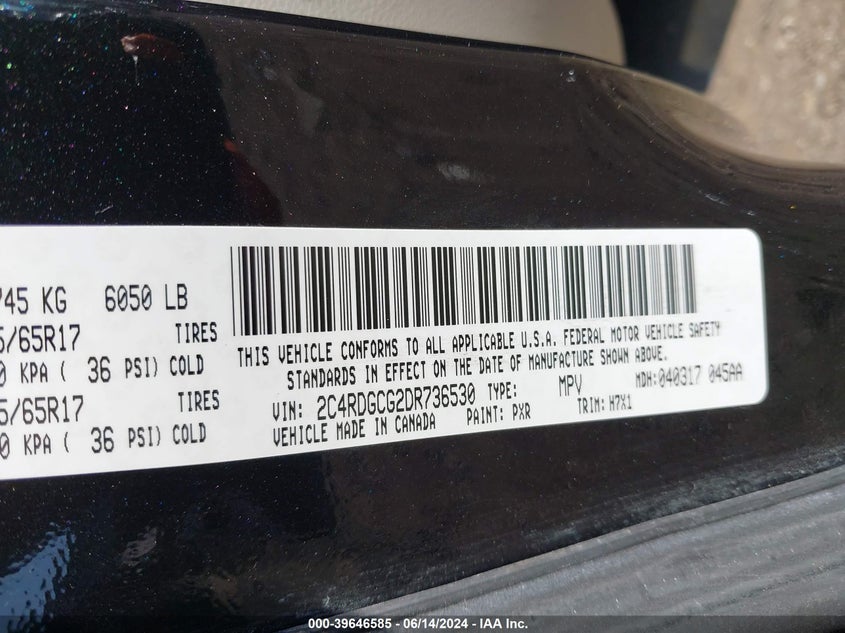 745 KG 6050 LB
5/65R17 TIRES
0 KPA ( 36 PSI) COLD
5/65R17 TIRES
0 KPA ( 36 PSI) COLD
THIS VEHICLE CONFORMS TO ALL APPLICABLE U.S.A. FEDERAL MOTOR VEHICLE SAFETY
STANDARDS IN EFFECT ON THE DATE OF MANUFACTURE SHOWN ABOVE.
VIN: 2C4RDGCG2DR736530 TYPE: MPV MDH:040317 045AA
VEHICLE MADE IN CANADA PAINT: PXR TRIM: H7X1
000-39646585 - 06/14/2024 - IAA Inc.